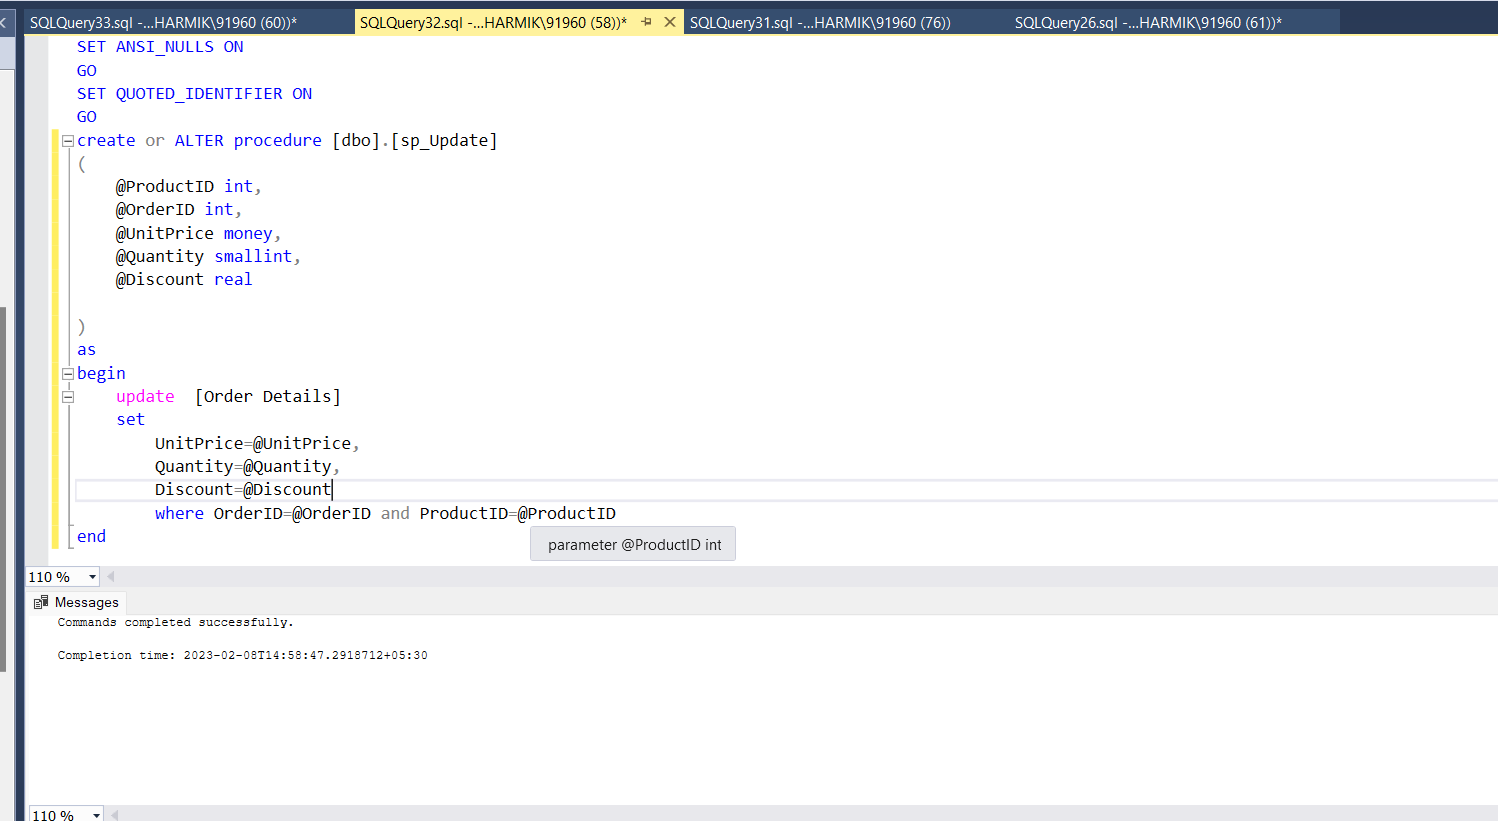 SQLQuery33.sql -...HARMIK\91960 (60))* SQLQuery32.sql -...HARMIK\91960 (58))* SQLQuery31.sql -...HARMIK\91960 (76)) SQLQuery26.sql -...HARMIK\91960 (61))*
SET ANSI_NULLS ON
GO
SET QUOTED_IDENTIFIER ON
GO
create or ALTER procedure [dbo].[sp_Update]
(
@ProductID int,
@OrderID int,
@UnitPrice money,
@Quantity smallint,
@Discount real
)
as
begin
update [Order Details]
set
UnitPrice=@UnitPrice,
Quantity=@Quantity,
Discount=@Discount
where OrderID=@OrderID and ProductID=@ProductID
end
parameter @ProductID int
110 %
Messages
Commands completed successfully.
Completion time: 2023-02-08T14:58:47.2918712+05:30
110 %